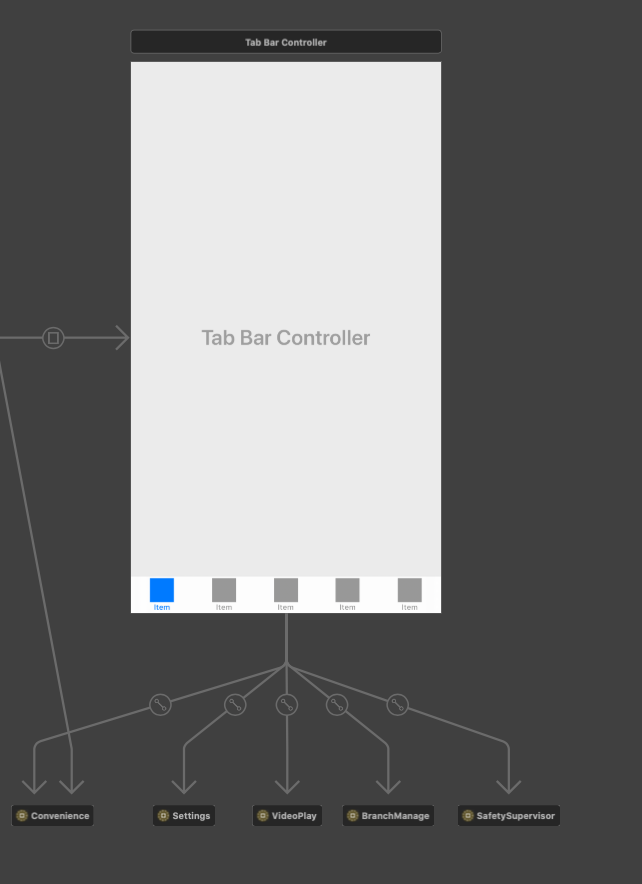 Tab Bar Controller
Tab Bar Controller
Item Item Item Item Item
Convenience Settings VideoPlay BranchManage SafetySupervisor